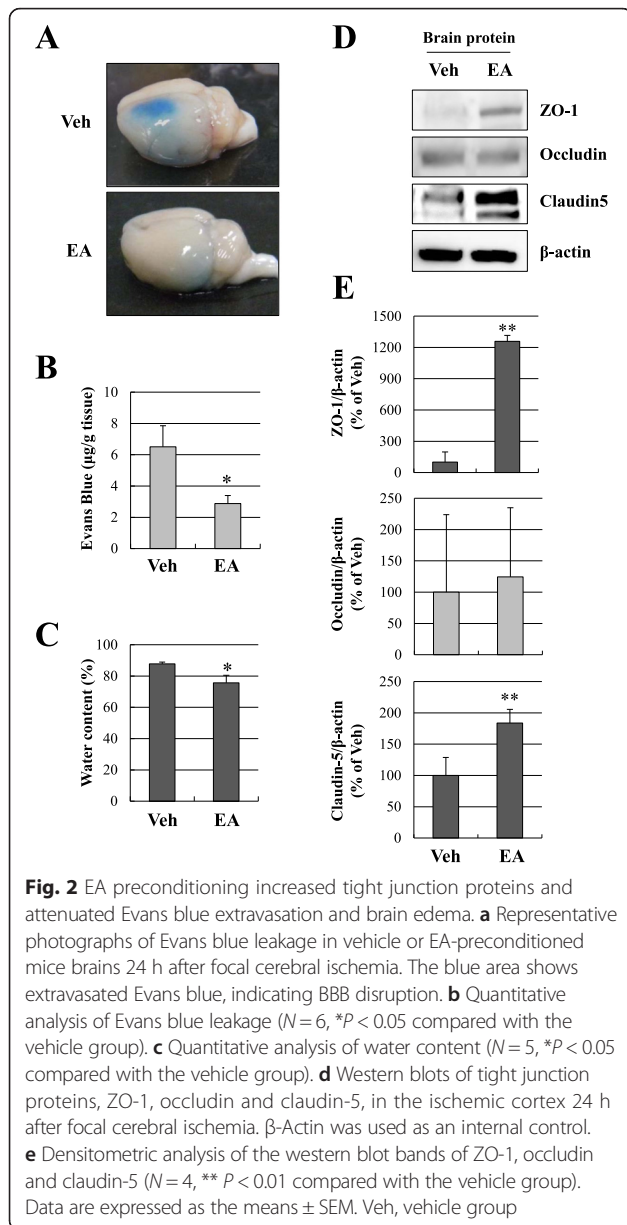 A
Veh
EA
B
Evans Blue (µg/g tissue)
10
8
6
4
2
0
*
Veh EA
C
Water content (%)
100
80
60
40
20
0
*
Veh EA
D
Brain protein
Veh EA
ZO-1
Occludin
Claudin5
β-actin
E
ZO-1/β-actin
(% of Veh)
1500
1200
900
600
300
0
**
Occludin/β-actin
(% of Veh)
250
200
150
100
50
0
Claudin-5/β-actin
(% of Veh)
250
200
150
100
50
0
**
Veh EA
Fig. 2 EA preconditioning increased tight junction proteins and
attenuated Evans blue extravasation and brain edema. a Representative
photographs of Evans blue leakage in vehicle or EA-preconditioned
mice brains 24 h after focal cerebral ischemia. The blue area shows
extravasated Evans blue, indicating BBB disruption. b Quantitative
analysis of Evans blue leakage (N = 6, *P < 0.05 compared with the
vehicle group). c Quantitative analysis of water content (N = 5, *P < 0.05
compared with the vehicle group). d Western blots of tight junction
proteins, ZO-1, occludin and claudin-5, in the ischemic cortex 24 h
after focal cerebral ischemia. β-Actin was used as an internal control.
e Densitometric analysis of the western blot bands of ZO-1, occludin
and claudin-5 (N = 4, ** P < 0.01 compared with the vehicle group).
Data are expressed as the means ± SEM. Veh, vehicle group